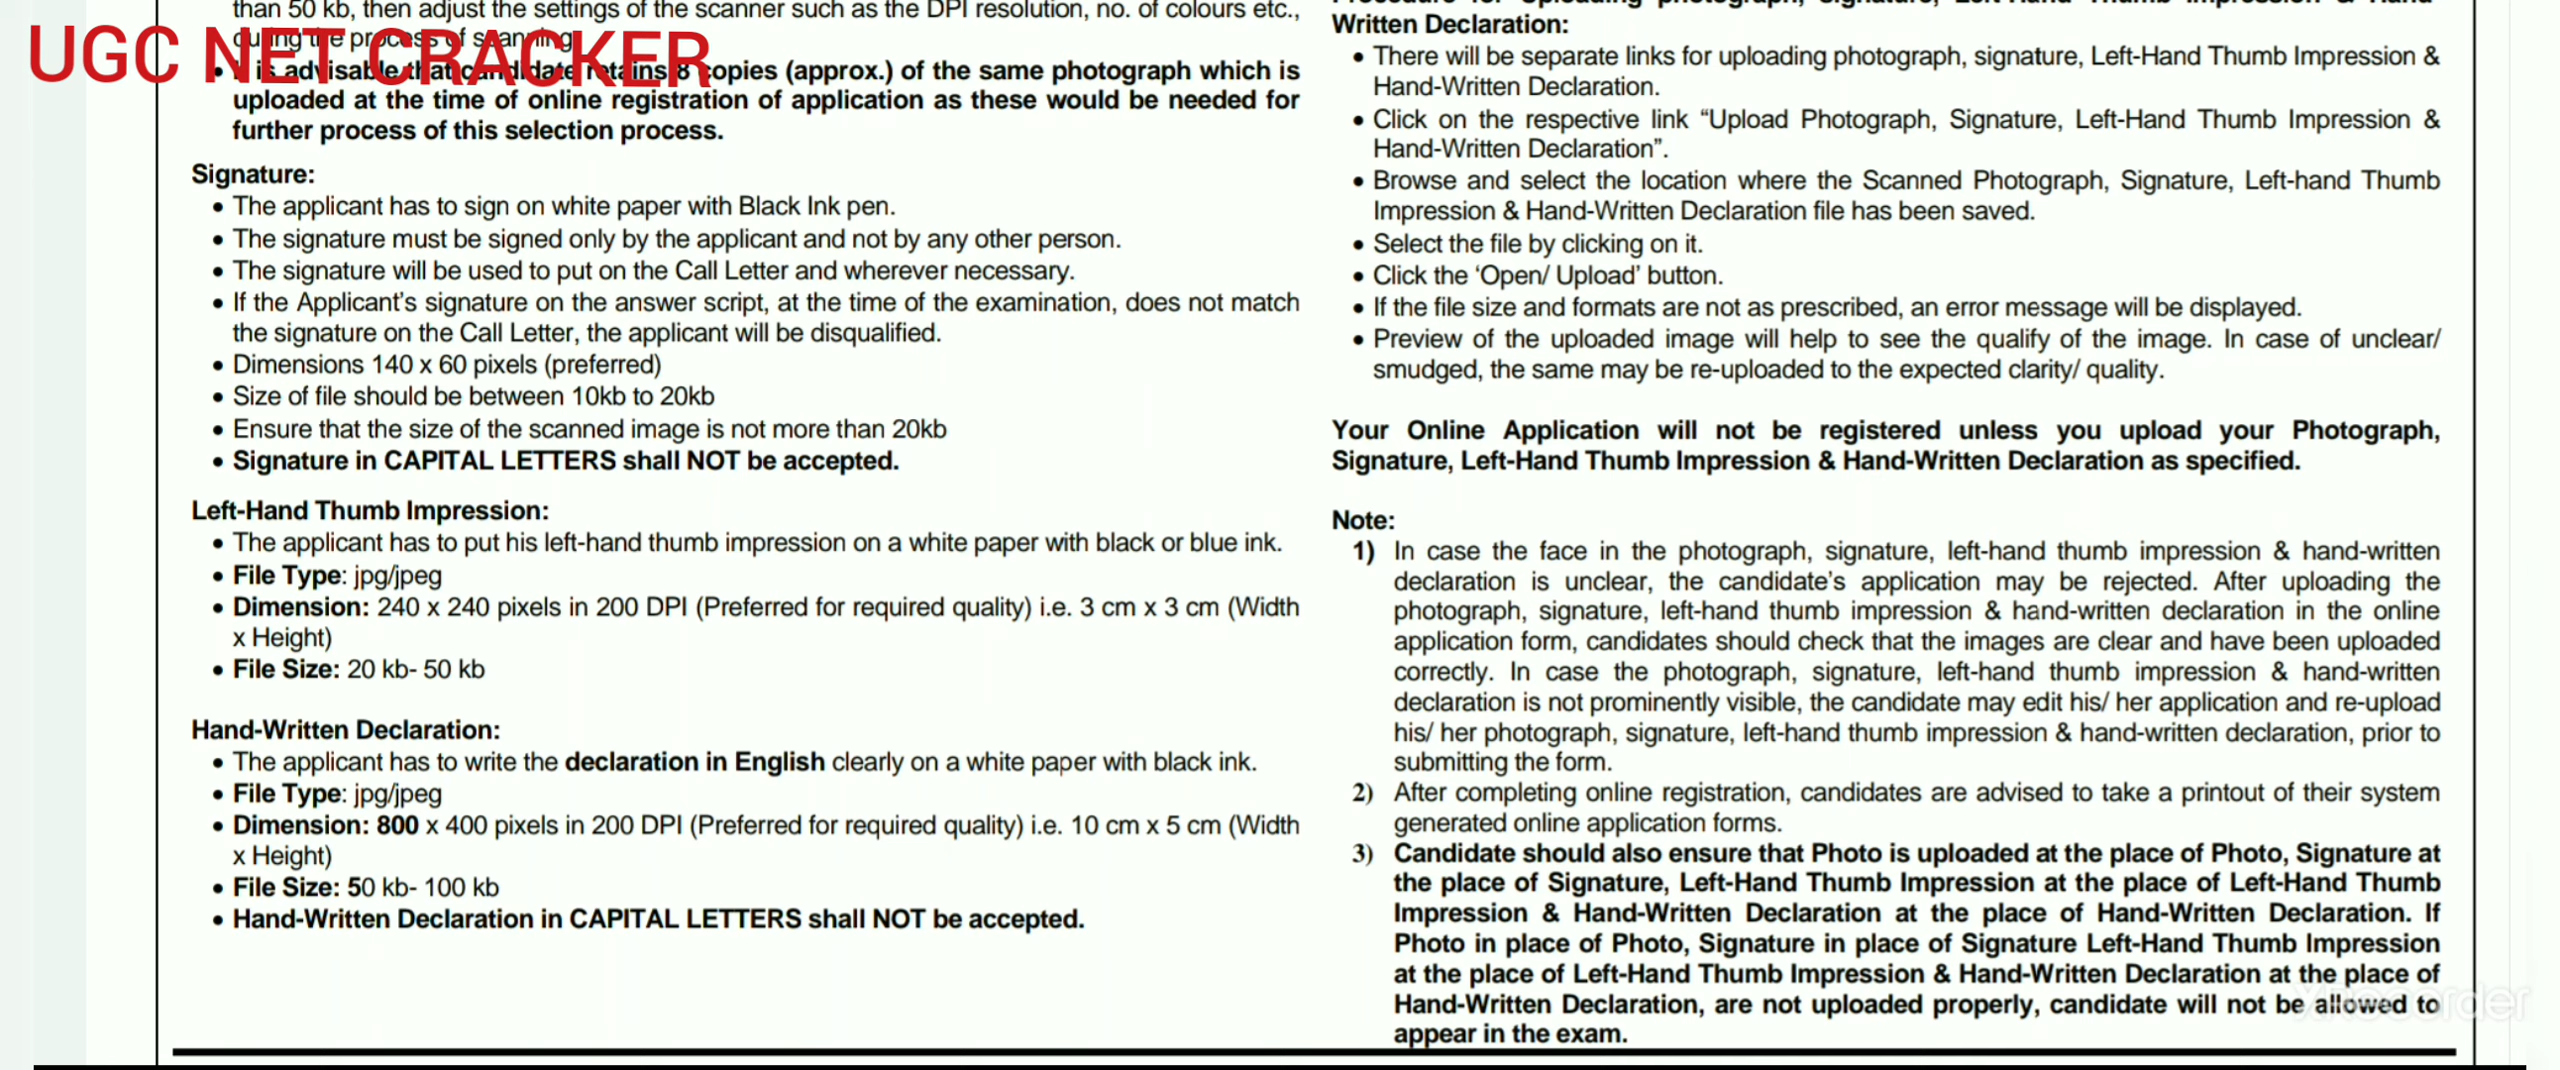 than 50 kb, then adjust the settings of the scanner such as the DPI resolution, no. of colours etc.,
during the process of scanning.
UGC NET CRACKER
• It is advisable that candidate retains 8 copies (approx.) of the same photograph which is
uploaded at the time of online registration of application as these would be needed for
further process of this selection process.
Signature:
• The applicant has to sign on white paper with Black Ink pen.
• The signature must be signed only by the applicant and not by any other person.
• The signature will be used to put on the Call Letter and wherever necessary.
• If the Applicant's signature on the answer script, at the time of the examination, does not match
the signature on the Call Letter, the applicant will be disqualified.
• Dimensions 140 x 60 pixels (preferred)
• Size of file should be between 10kb to 20kb
• Ensure that the size of the scanned image is not more than 20kb
• Signature in CAPITAL LETTERS shall NOT be accepted.
Left-Hand Thumb Impression:
• The applicant has to put his left-hand thumb impression on a white paper with black or blue ink.
• File Type: jpg/jpeg
• Dimension: 240 x 240 pixels in 200 DPI (Preferred for required quality) i.e. 3 cm x 3 cm (Width
x Height)
• File Size: 20 kb- 50 kb
Hand-Written Declaration:
• The applicant has to write the declaration in English clearly on a white paper with black ink.
• File Type: jpg/jpeg
• Dimension: 800 x 400 pixels in 200 DPI (Preferred for required quality) i.e. 10 cm x 5 cm (Width
x Height)
• File Size: 50 kb- 100 kb
• Hand-Written Declaration in CAPITAL LETTERS shall NOT be accepted.
Procedure for Uploading photograph, signature, Left-Hand Thumb Impression & Hand-
Written Declaration:
• There will be separate links for uploading photograph, signature, Left-Hand Thumb Impression &
Hand-Written Declaration.
• Click on the respective link “Upload Photograph, Signature, Left-Hand Thumb Impression &
Hand-Written Declaration”.
• Browse and select the location where the Scanned Photograph, Signature, Left-hand Thumb
Impression & Hand-Written Declaration file has been saved.
• Select the file by clicking on it.
• Click the ‘Open/ Upload’ button.
• If the file size and formats are not as prescribed, an error message will be displayed.
• Preview of the uploaded image will help to see the qualify of the image. In case of unclear/
smudged, the same may be re-uploaded to the expected clarity/ quality.
Your Online Application will not be registered unless you upload your Photograph,
Signature, Left-Hand Thumb Impression & Hand-Written Declaration as specified.
Note:
1) In case the face in the photograph, signature, left-hand thumb impression & hand-written
declaration is unclear, the candidate's application may be rejected. After uploading the
photograph, signature, left-hand thumb impression & hand-written declaration in the online
application form, candidates should check that the images are clear and have been uploaded
correctly. In case the photograph, signature, left-hand thumb impression & hand-written
declaration is not prominently visible, the candidate may edit his/ her application and re-upload
his/ her photograph, signature, left-hand thumb impression & hand-written declaration, prior to
submitting the form.
2) After completing online registration, candidates are advised to take a printout of their system
generated online application forms.
3) Candidate should also ensure that Photo is uploaded at the place of Photo, Signature at
the place of Signature, Left-Hand Thumb Impression at the place of Left-Hand Thumb
Impression & Hand-Written Declaration at the place of Hand-Written Declaration. If
Photo in place of Photo, Signature in place of Signature Left-Hand Thumb Impression
at the place of Left-Hand Thumb Impression & Hand-Written Declaration at the place of
Hand-Written Declaration, are not uploaded properly, candidate will not be allowed to
appear in the exam.
XRecorder